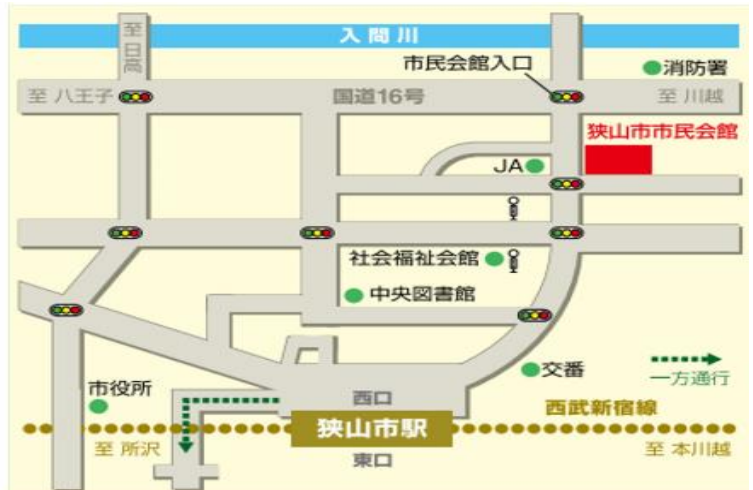 入間川
至日高
市民会館入口
消防署
至 八王子
国道16号
至 川越
狭山市市民会館
JA
社会福祉会館
中央図書館
交番
一方通行
市役所
西口
西武新宿線
狭山市駅
至 所沢
東口
至 本川越